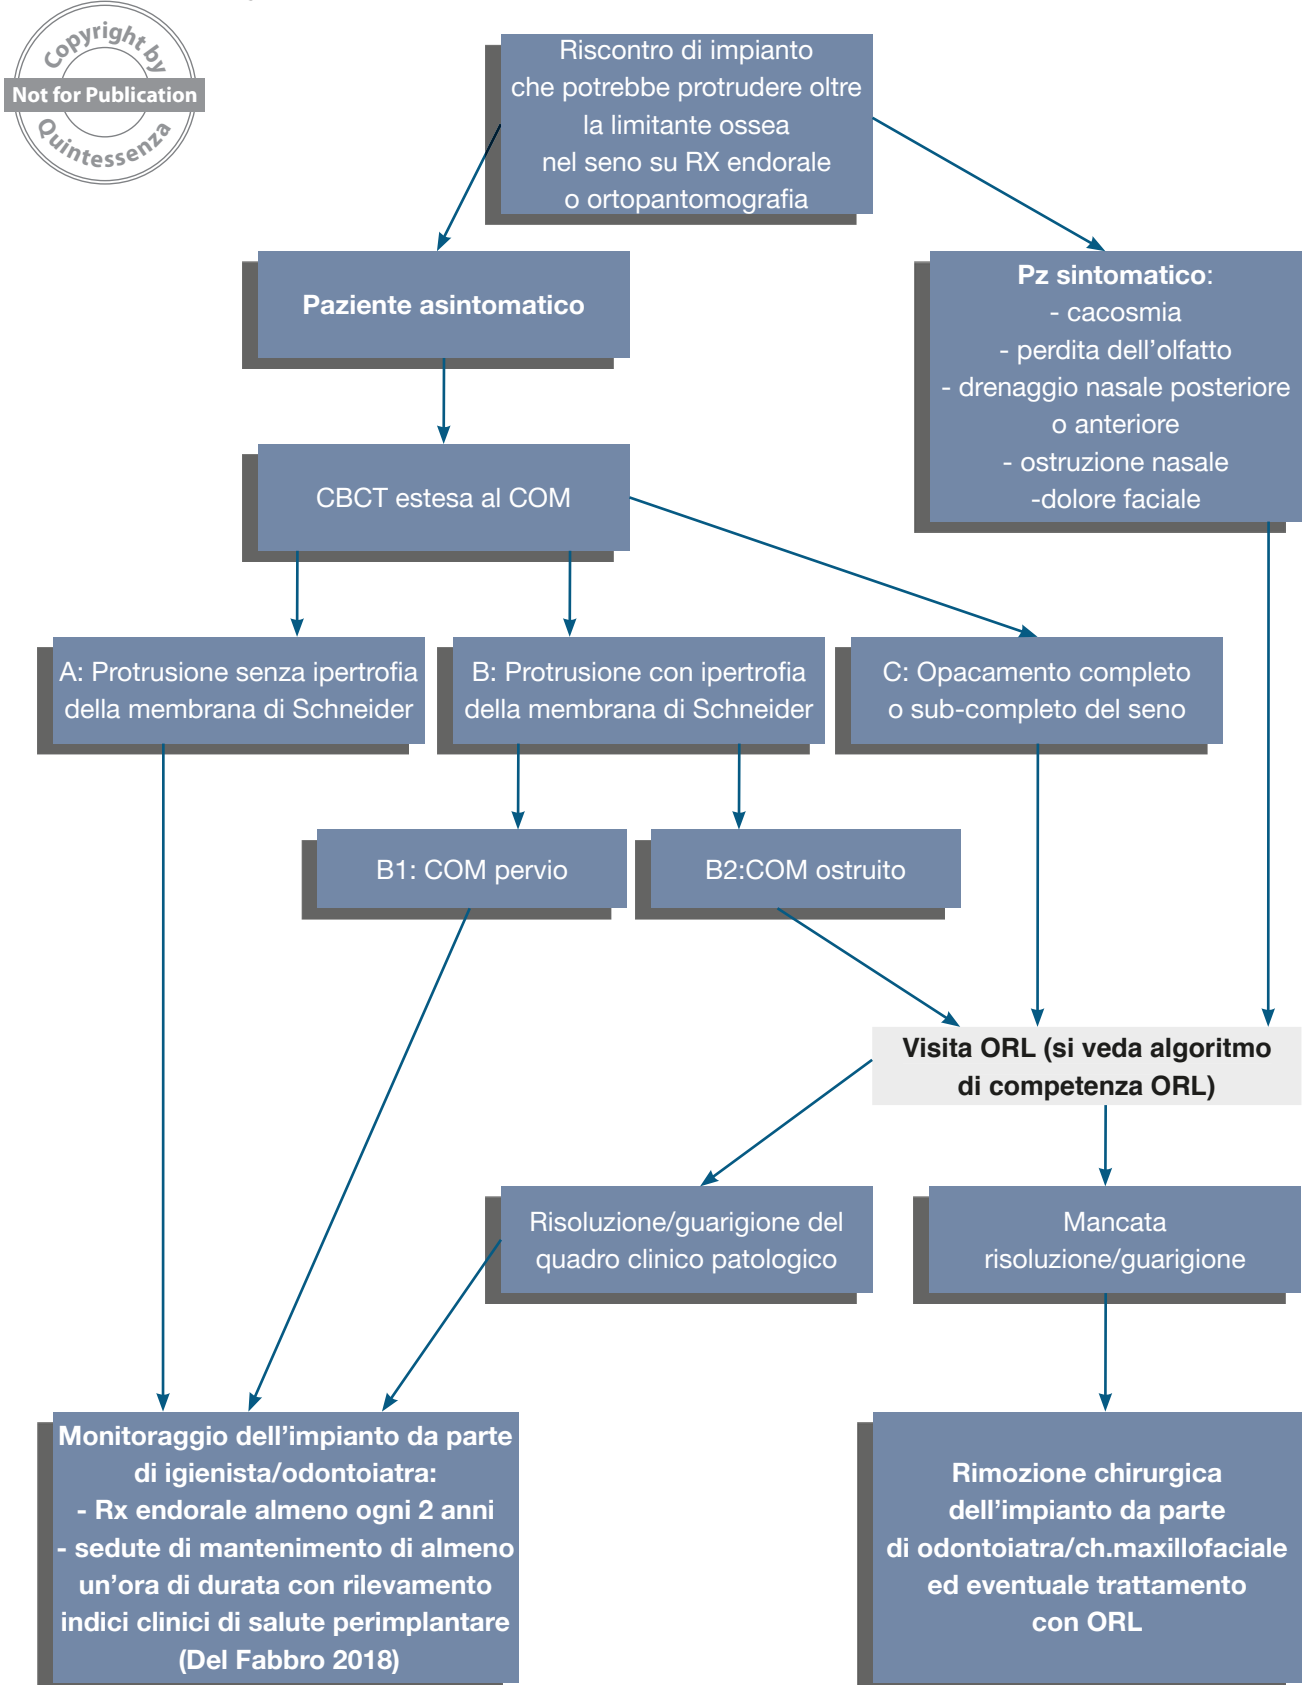 Copyright by
Not for Publication
Quintessenza
Riscontro di impianto
che potrebbe protrudere oltre
la limitante ossea
nel seno su RX endorale
o ortopantomografia
Paziente asintomatico
Pz sintomatico:
- cacosmia
- perdita dell’olfatto
- drenaggio nasale posteriore
o anteriore
- ostruzione nasale
-dolore faciale
CBCT estesa al COM
A: Protrusione senza ipertrofia
della membrana di Schneider
B: Protrusione con ipertrofia
della membrana di Schneider
C: Opacamento completo
o sub-completo del seno
B1: COM pervio
B2:COM ostruito
Visita ORL (si veda algoritmo
di competenza ORL)
Risoluzione/guarigione del
quadro clinico patologico
Mancata
risoluzione/guarigione
Monitoraggio dell’impianto da parte
di igienista/odontoiatra:
- Rx endorale almeno ogni 2 anni
- sedute di mantenimento di almeno
un’ora di durata con rilevamento
indici clinici di salute perimplantare
(Del Fabbro 2018)
Rimozione chirurgica
dell’impianto da parte
di odontoiatra/ch.maxillofaciale
ed eventuale trattamento
con ORL